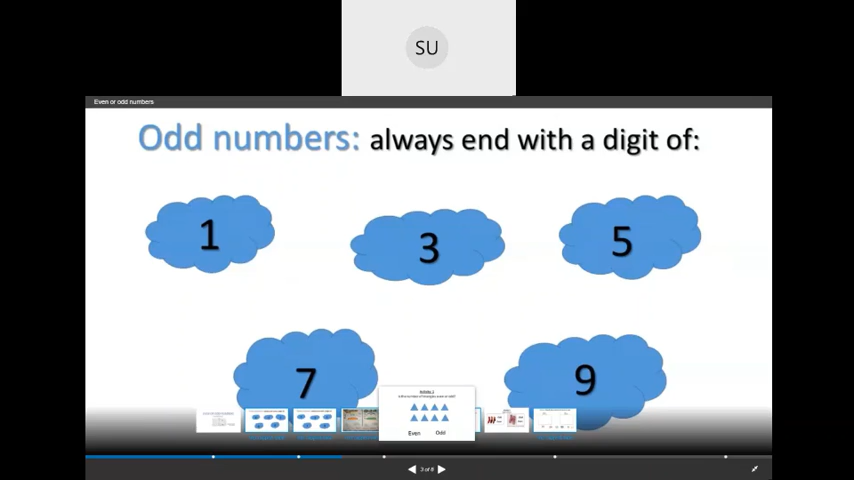 SU
Even or odd numbers
Odd numbers: always end with a digit of:
1 3 5
7 9
Even Odd
3 of 8